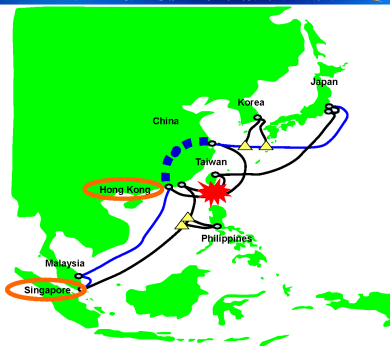 Japan
Korea
China
Taiwan
Hong Kong
Philippines
Malaysia
Singapore